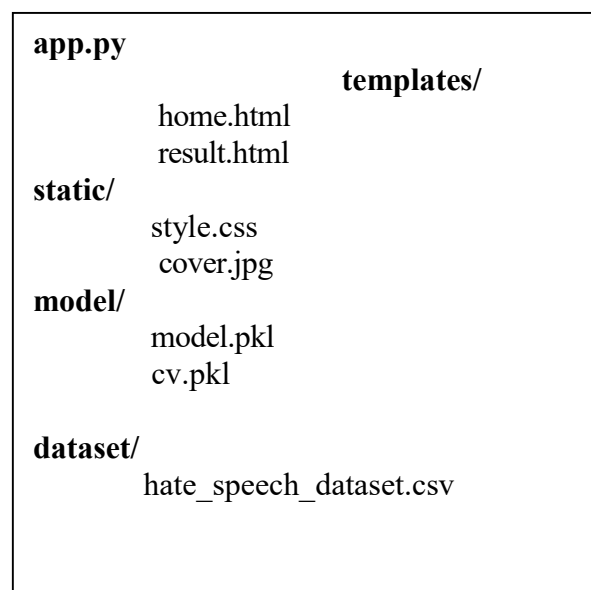 app.py
templates/
home.html
result.html
static/
style.css
cover.jpg
model/
model.pkl
cv.pkl
dataset/
hate_speech_dataset.csv